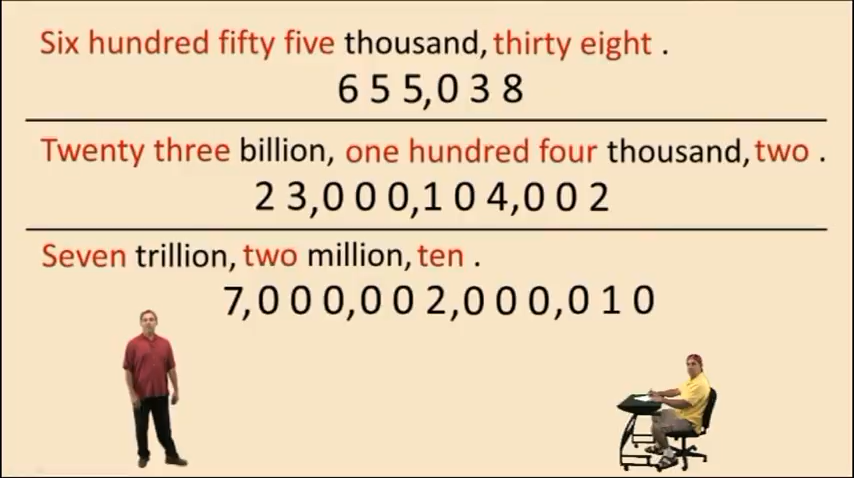 Six hundred fifty five thousand, thirty eight .
6 5 5,0 3 8
Twenty three billion, one hundred four thousand, two .
2 3,0 0 0,1 0 4,0 0 2
Seven trillion, two million, ten .
7,0 0 0,0 0 2,0 0 0,0 1 0